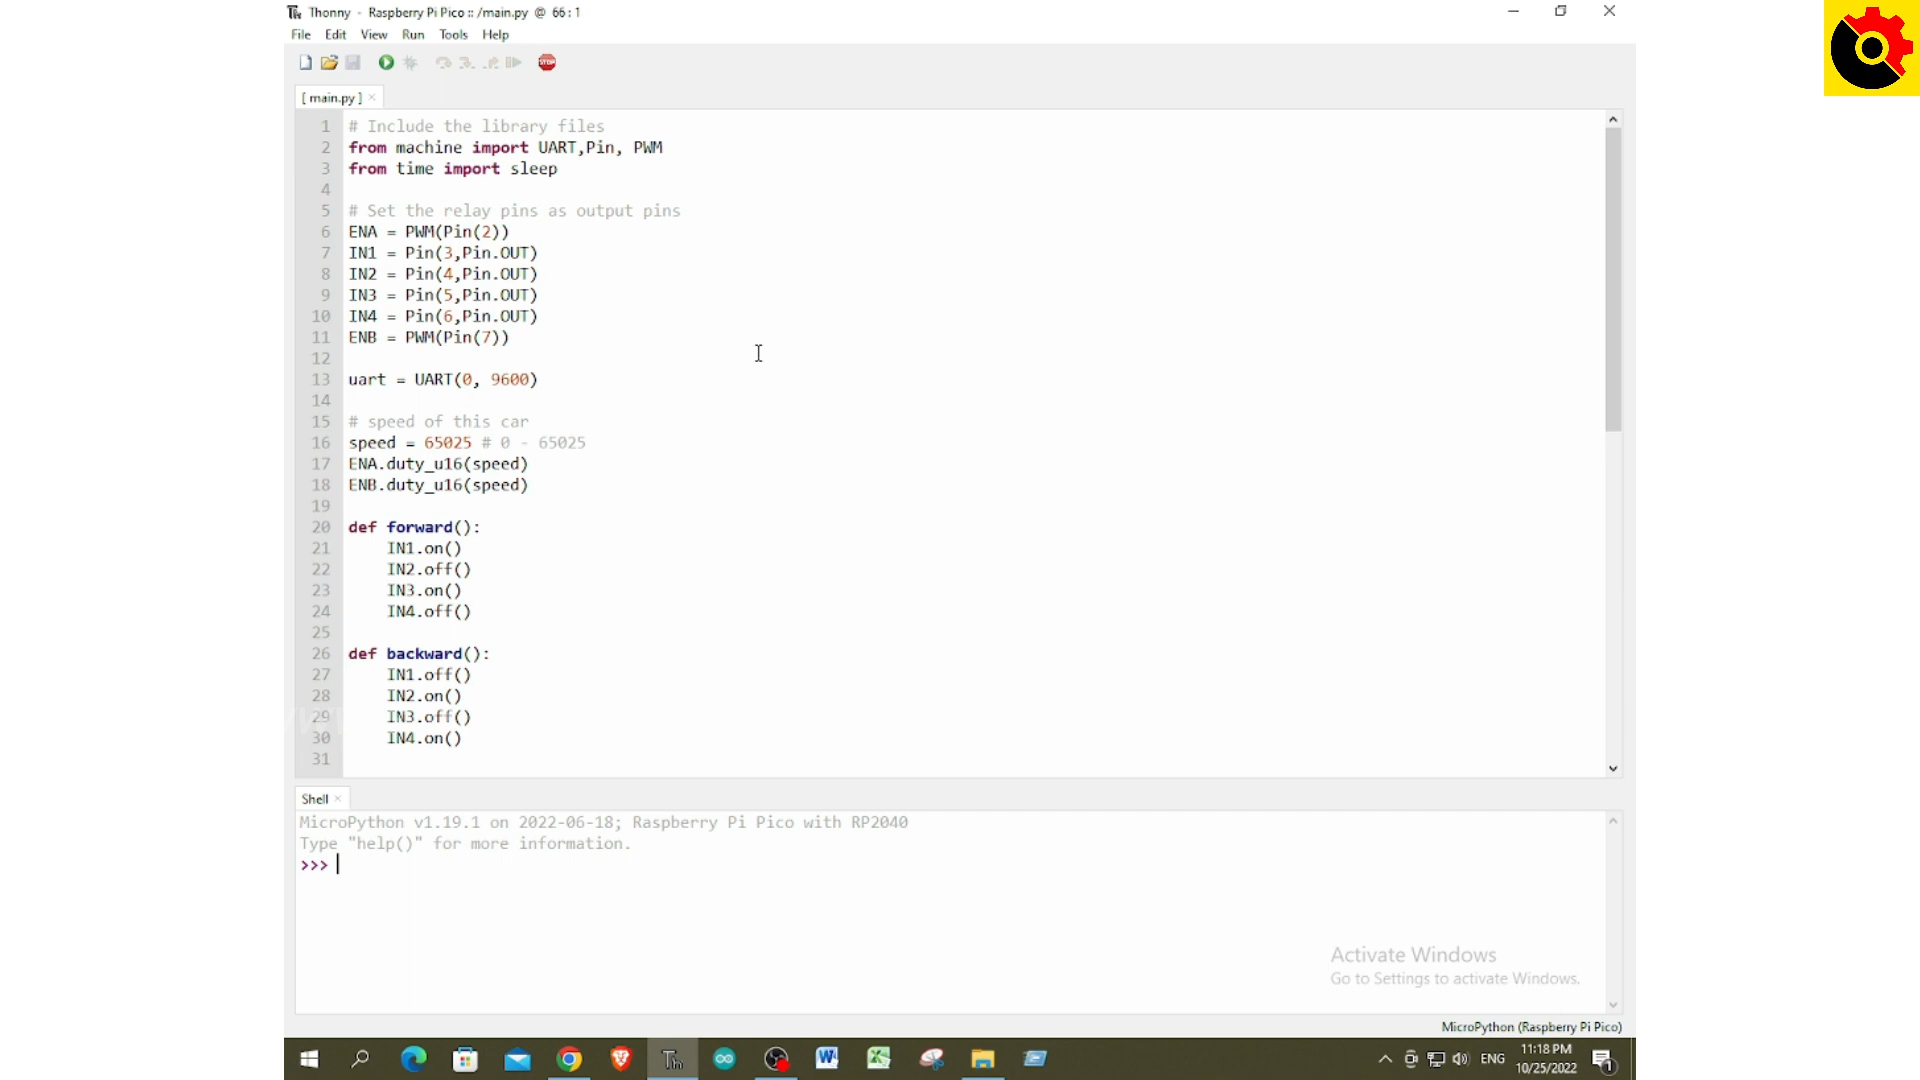 Thonny - Raspberry Pi Pico :: /main.py @ 66 : 1
File Edit View Run Tools Help
STOP
[ main.py ] ×
1 # Include the library files
2 from machine import UART,Pin, PWM
3 from time import sleep
4
5 # Set the relay pins as output pins
6 ENA = PWM(Pin(2))
7 IN1 = Pin(3,Pin.OUT)
8 IN2 = Pin(4,Pin.OUT)
9 IN3 = Pin(5,Pin.OUT)
10 IN4 = Pin(6,Pin.OUT)
11 ENB = PWM(Pin(7))
12
13 uart = UART(0, 9600)
14
15 # speed of this car
16 speed = 65025 # 0 - 65025
17 ENA.duty_u16(speed)
18 ENB.duty_u16(speed)
19
20 def forward():
21 IN1.on()
22 IN2.off()
23 IN3.on()
24 IN4.off()
25
26 def backward():
27 IN1.off()
28 IN2.on()
29 IN3.off()
30 IN4.on()
31
Shell ×
MicroPython v1.19.1 on 2022-06-18; Raspberry Pi Pico with RP2040
Type "help()" for more information.
>>>
Activate Windows
Go to Settings to activate Windows.
MicroPython (Raspberry Pi Pico)
ENG 11:18 PM
10/25/2022
1